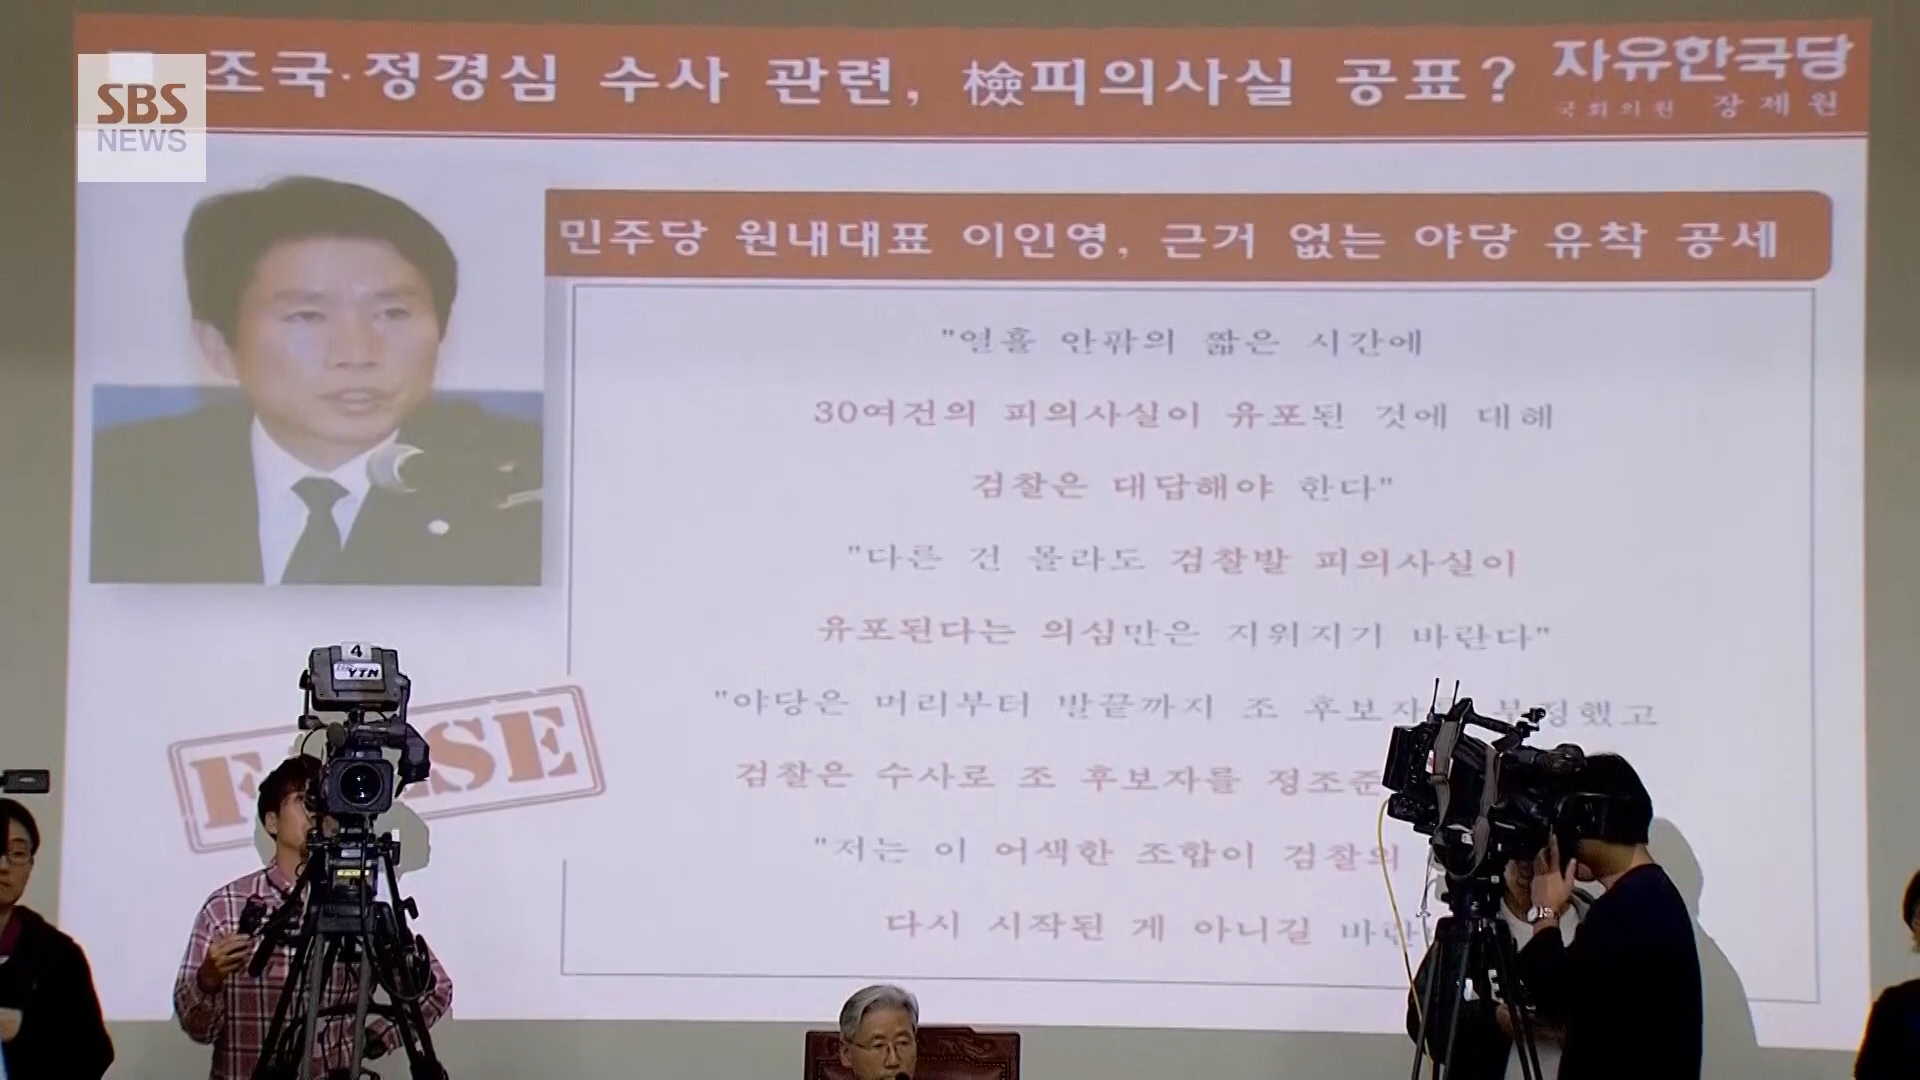 SBS
NEWS
조국·정경심 수사 관련, 檢피의사실 공표?
자유한국당
국회의원 장제원
민주당 원내대표 이인영, 근거 없는 야당 유착 공세
"열흘 안팎의 짧은 시간에
30여건의 피의사실이 유포된 것에 대해
검찰은 대답해야 한다"
"다른 건 몰라도 검찰발 피의사실이
유포된다는 의심만은 지워지기 바란다"
"야당은 머리부터 발끝까지 조 후보자를 부정했고
검찰은 수사로 조 후보자를 정조준
"저는 이 어색한 조합이 검찰의
다시 시작된 게 아니길 바란
4
YTN